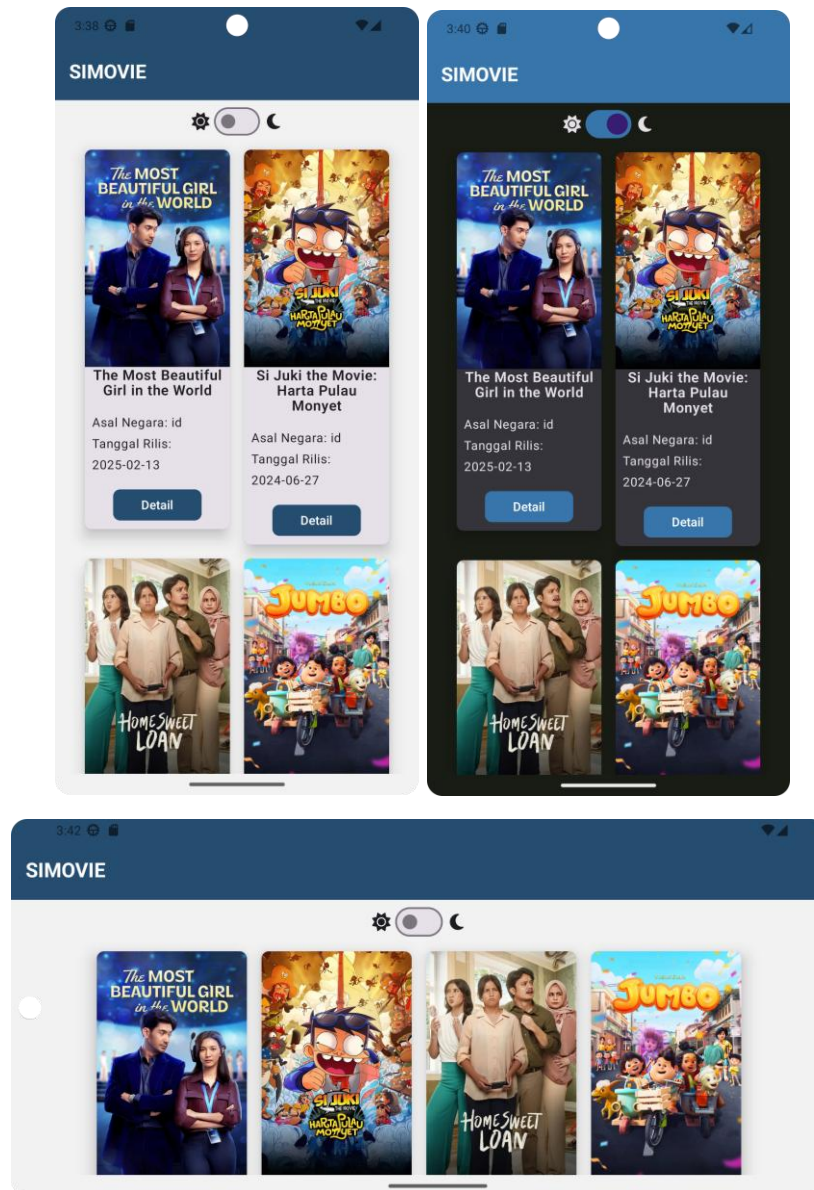 3:38
SIMOVIE
The MOST
BEAUTIFUL GIRL
in the WORLD
SI JUKI
THE MOVIE
HARTA PULAU
MONYET
The Most Beautiful
Girl in the World
Asal Negara: id
Tanggal Rilis:
2025-02-13
Detail
Si Juki the Movie:
Harta Pulau
Monyet
Asal Negara: id
Tanggal Rilis:
2024-06-27
Detail
HOME SWEET
LOAN
JUMBO
3:40
SIMOVIE
The MOST
BEAUTIFUL GIRL
in the WORLD
SI JUKI
THE MOVIE
HARTA PULAU
MONYET
The Most Beautiful
Girl in the World
Asal Negara: id
Tanggal Rilis:
2025-02-13
Detail
Si Juki the Movie:
Harta Pulau
Monyet
Asal Negara: id
Tanggal Rilis:
2024-06-27
Detail
HOME SWEET
LOAN
JUMBO
3:42
SIMOVIE
The MOST
BEAUTIFUL GIRL
in the WORLD
SI JUKI
THE MOVIE
HARTA PULAU
MONYET
HOME SWEET
LOAN
JUMBO